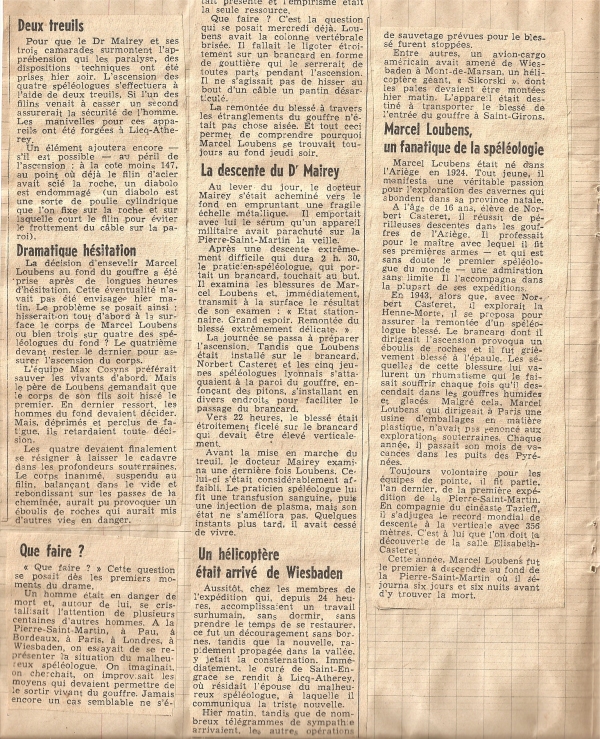 Deux treuils
Pour que le Dr Mairey et ses
trois camarades surmontent l'ap-
préhension qui les paralyse, des
dispositions techniques ont été
prises hier soir. L'ascension des
quatre spéléologues s'effectuera à
l'aide de deux treuils. Si l'un des
filins venait à casser un second
assurerait la sécurité de l'homme.
Les manivelles pour ces appa-
reils ont été forgées à Licq-Athe-
rey.
Un élément ajoutera encore —
s'il est possible — au péril de
l'ascension : à la cote moins 147,
au point où déjà le filin d'acier
avait scié la roche, un diabolo
est endommagé (un diabolo est
une sorte de poulie cylindrique
que l'on fixe sur la roche et sur
laquelle court le filin pour éviter
le frottement du câble sur la pa-
roi).
Dramatique hésitation
La décision d'ensevelir Marcel
Loubens au fond du gouffre a été
prise après de longues heures
d'hésitation. Cette éventualité n'a-
vait pas été envisagée hier ma-
tin. Le problème se posait ainsi :
hisserait-on tout d'abord à la sur-
face le corps de Marcel Loubens
ou bien trois sur quatre des spé-
léologues du fond ? Le quatrième
devant rester le dernier pour as-
surer l'ascension du corps.
L'équipe Max Cosyns préférait
sauver les vivants d'abord. Mais
le père de Loubens demandait que
le corps de son fils soit hissé le
premier. En dernier ressort, les
hommes du fond devaient décider.
Mais, déprimés et perclus de fa-
tigue, ils retardaient toute déci-
sion.
Les quatre devaient finalement
se résigner à laisser le cadavre
dans les profondeurs souterraines.
Le corps inanimé, suspendu au
filin, balançant dans le vide et
rebondissant sur les passes de la
cheminée, aurait pu provoquer un
éboulis de roches qui aurait mis
d'autres vies en danger.
Que faire ?
« Que faire ? » Cette question
se posait dès les premiers mo-
ments du drame.
Un homme était en danger de
mort et, autour de lui, se cris-
tallisait l'attention de plusieurs
centaines d'autres hommes. A la
Pierre-Saint-Martin, à Pau, à
Bordeaux, à Paris, à Londres, à
Wiesbaden, on essayait de se re-
présenter la situation du malheu-
reux spéléologue. On imaginait,
on cherchait, on improvisait les
moyens qui devaient permettre de
le sortir vivant du gouffre. Jamais
encore un cas semblable ne s'é-
tait présenté et l'empirisme était
la seule ressource.
Que faire ? C'est la question
qui se posait mercredi déjà. Lou-
bens avait la colonne vertébrale
brisée. Il fallait le ligoter étroi-
tement sur un brancard en forme
de gouttière qui le serrerait de
toutes parts pendant l'ascension.
Il ne s'agissait pas de hisser au
bout d'un câble un pantin désar-
ticulé.
La remontée du blessé à travers
les étranglements du gouffre n'é-
tait pas chose aisée. Et tout ceci
permet de comprendre pourquoi
Marcel Loubens se trouvait tou-
jours au fond jeudi soir.
La descente du Dr Mairey
Au lever du jour, le docteur
Mairey s'était acheminé vers le
fond en empruntant une fragile
échelle métallique. Il emportait
avec lui le sérum qu'un appareil
militaire avait parachuté sur la
Pierre-Saint-Martin la veille.
Après une descente extrême-
ment difficile qui dura 2 h. 30,
le praticien-spéléologue, qui por-
tait un brancard, touchait au but.
Il examina les blessures de Mar-
cel Loubens et, immédiatement,
transmit à la surface le résultat
de son examen : « Etat station-
naire. Grand espoir. Remontée du
blessé extrêmement délicate. »
La journée se passa à préparer
l'ascension. Tandis que Loubens
était installé sur le brancard,
Norbert Casteret et les cinq jeu-
nes spéléologues lyonnais s'atta-
quaient à la paroi du gouffre, en-
fonçant des pitons, s'installant en
divers endroits pour faciliter le
passage du brancard.
Vers 22 heures, le blessé était
étroitement ficelé sur le brancard
qui devait être élevé verticale-
ment.
Avant la mise en marche du
treuil, le docteur Mairey examina
une dernière fois Loubens. Ce-
lui-ci s'était considérablement af-
faibli. Le praticien spéléologue lui
fit une transfusion sanguine, puis
une injection de plasma, mais son
état ne s'améliora pas. Quelques
instants plus tard, il avait cessé
de vivre.
Un hélicoptère
était arrivé de Wiesbaden
Aussitôt, chez les membres de
l'expédition qui, depuis 24 heu-
res, accomplissaient un travail
surhumain, sans dormir, sans
prendre le temps de se restaurer,
ce fut un découragement sans bor-
nes, tandis que la nouvelle, ra-
pidement propagée dans la vallée,
y jetait la consternation. Immé-
diatement, le curé de Saint-En-
grace se rendit à Licq-Atherey,
où résidait l'épouse du malheu-
reux spéléologue, à laquelle il
communiqua la triste nouvelle.
Hier matin, tandis que de nom-
breux télégrammes de sympathie
arrivaient, les autres opérations
de sauvetage prévues pour le bles-
sé furent stoppées.
Entre autres, un avion-cargo
américain avait amené de Wies-
baden à Mont-de-Marsan, un héli-
coptère géant, « Sikorski », dont
les pales devaient être montées
hier matin. L'appareil était des-
tiné à transporter le blessé de
l'entrée du gouffre à Saint-Girons.
Marcel Loubens,
un fanatique de la spéléologie
Marcel Loubens était né dans
l'Ariège en 1924. Tout jeune, il
manifesta une véritable passion
pour l'exploration des cavernes qui
abondent dans sa province natale.
A l'âge de 16 ans, élève de Nor-
bert Casteret, il réussit de pé-
rilleuses descentes dans les gouf-
fres de l'Ariège. Il professait
pour le maître avec lequel il fit
ses premières armes — et qui est
sans doute le premier spéléolo-
gue du monde — une admiration
sans limite. Il l'accompagna dans
la plupart de ses expéditions.
En 1943, alors que, avec Nor-
bert Casteret, il explorait la
Henne-Morte, il se proposa pour
assurer la remontée d'un spéléo-
logue blessé. Le brancard dont il
dirigeait l'ascension provoqua un
éboulis de roches et il fut griè-
vement blessé à l'épaule. Les sé-
quelles de cette blessure lui va-
lurent un rhumatisme qui le fai-
sait souffrir chaque fois qu'il des-
cendait dans les gouffres humides
et glacés. Malgré cela, Marcel
Loubens qui dirigeait à Paris une
usine d'emballages en matière
plastique, n'avait pas renoncé aux
explorations souterraines. Chaque
année, il passait son mois de va-
cances dans les puits des Pyré-
nées.
Toujours volontaire pour les
équipes de pointe, il fit partie,
l'an dernier, de la première expé-
dition de la Pierre-Saint-Martin.
En compagnie du cinéaste Tazieff,
il s'adjugea le record mondial de
descente à la verticale avec 356
mètres. C'est à lui que l'on doit la
découverte de la salle Elisabeth-
Casteret.
Cette année, Marcel Loubens fut
le premier à descendre au fond de
la Pierre-Saint-Martin où il sé-
journa six jours et six nuits avant
d'y trouver la mort.